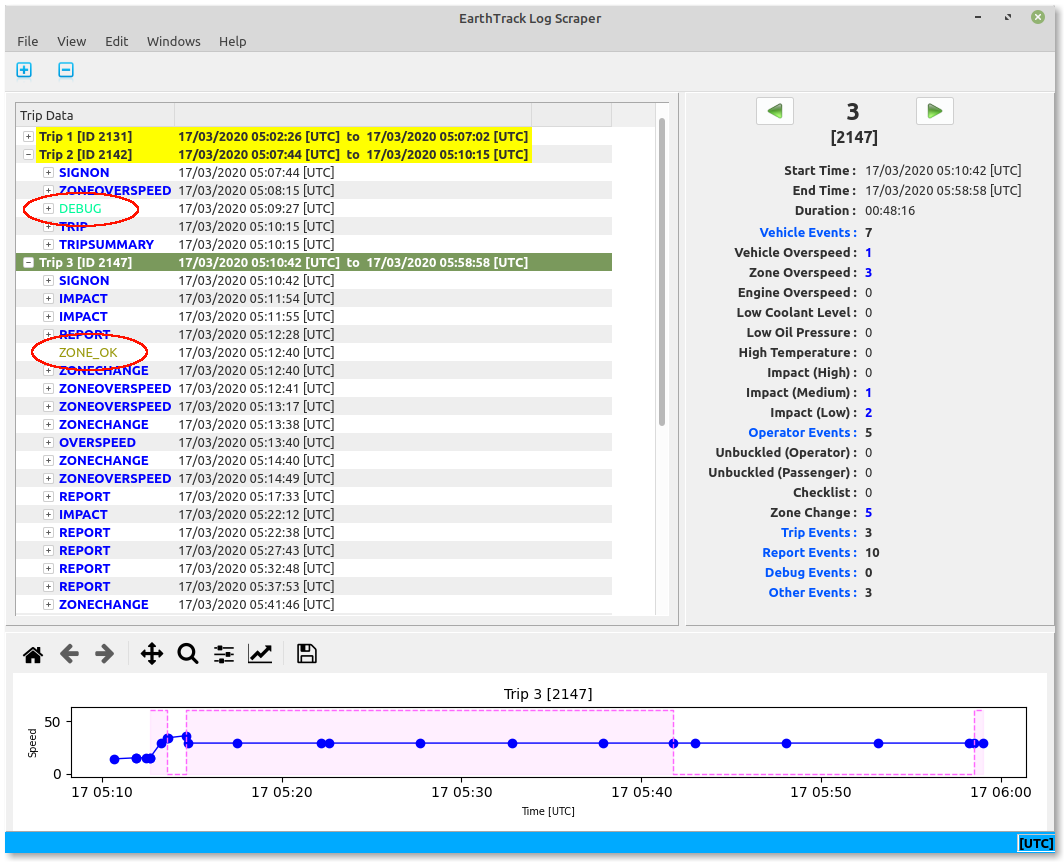 EarthTrack Log Scraper
File View Edit Windows Help
Trip Data
Trip 1 [ID 2131] 17/03/2020 05:02:26 [UTC] to 17/03/2020 05:07:02 [UTC]
Trip 2 [ID 2142] 17/03/2020 05:07:44 [UTC] to 17/03/2020 05:10:15 [UTC]
SIGNON 17/03/2020 05:07:44 [UTC]
ZONEOVERSPEED 17/03/2020 05:08:15 [UTC]
DEBUG 17/03/2020 05:09:27 [UTC]
TRIP 17/03/2020 05:10:15 [UTC]
TRIPSUMMARY 17/03/2020 05:10:15 [UTC]
Trip 3 [ID 2147] 17/03/2020 05:10:42 [UTC] to 17/03/2020 05:58:58 [UTC]
SIGNON 17/03/2020 05:10:42 [UTC]
IMPACT 17/03/2020 05:11:54 [UTC]
IMPACT 17/03/2020 05:11:55 [UTC]
REPORT 17/03/2020 05:12:28 [UTC]
ZONE_OK 17/03/2020 05:12:40 [UTC]
ZONECHANGE 17/03/2020 05:12:40 [UTC]
ZONEOVERSPEED 17/03/2020 05:12:41 [UTC]
ZONEOVERSPEED 17/03/2020 05:13:17 [UTC]
ZONECHANGE 17/03/2020 05:13:38 [UTC]
OVERSPEED 17/03/2020 05:13:40 [UTC]
ZONECHANGE 17/03/2020 05:14:40 [UTC]
ZONEOVERSPEED 17/03/2020 05:14:49 [UTC]
REPORT 17/03/2020 05:17:33 [UTC]
IMPACT 17/03/2020 05:22:12 [UTC]
REPORT 17/03/2020 05:22:38 [UTC]
REPORT 17/03/2020 05:27:43 [UTC]
REPORT 17/03/2020 05:32:48 [UTC]
REPORT 17/03/2020 05:37:53 [UTC]
ZONECHANGE 17/03/2020 05:41:46 [UTC]
3
[2147]
Start Time : 17/03/2020 05:10:42 [UTC]
End Time : 17/03/2020 05:58:58 [UTC]
Duration : 00:48:16
Vehicle Events : 7
Vehicle Overspeed : 1
Zone Overspeed : 3
Engine Overspeed : 0
Low Coolant Level : 0
Low Oil Pressure : 0
High Temperature : 0
Impact (High) : 0
Impact (Medium) : 1
Impact (Low) : 2
Operator Events : 5
Unbuckled (Operator) : 0
Unbuckled (Passenger) : 0
Checklist : 0
Zone Change : 5
Trip Events : 3
Report Events : 10
Debug Events : 0
Other Events : 3
Trip 3 [2147]
50
0
Speed
17 05:10 17 05:20 17 05:30 17 05:40 17 05:50 17 06:00
Time [UTC]
[UTC]